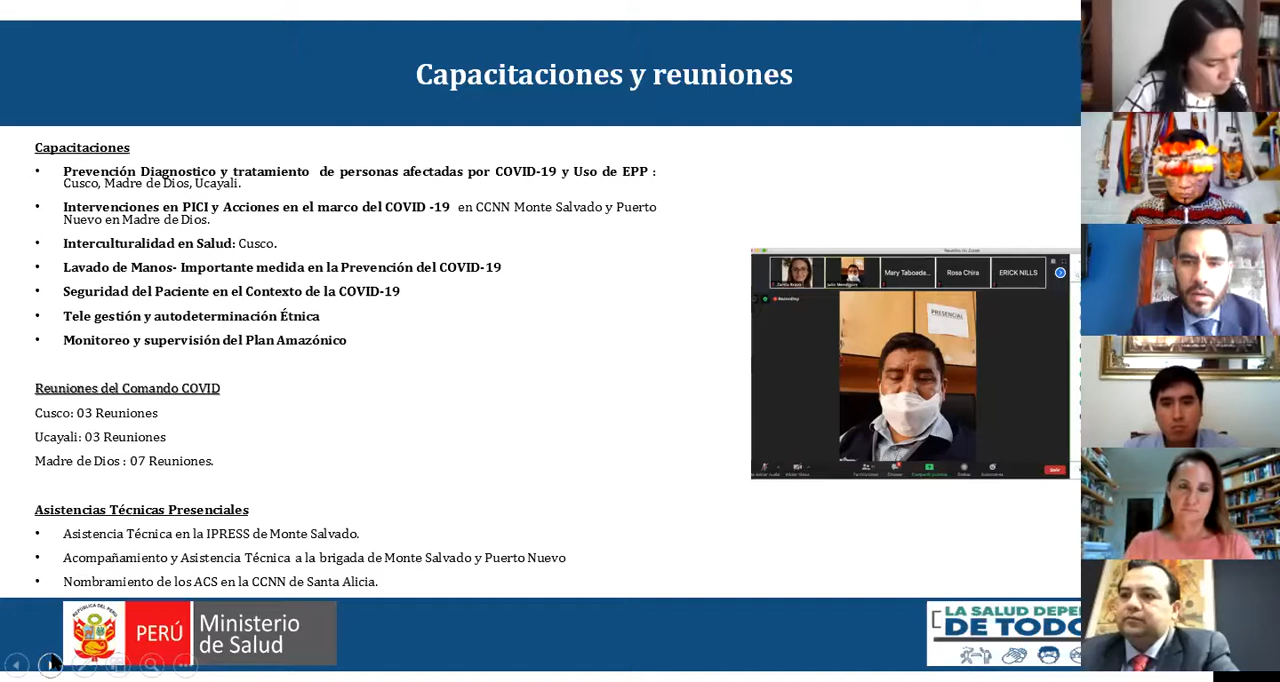 Capacitaciones y reuniones
Capacitaciones
• Prevención Diagnostico y tratamiento de personas afectadas por COVID-19 y Uso de EPP :
Cusco, Madre de Dios, Ucayali.
• Intervenciones en PICI y Acciones en el marco del COVID -19 en CCNN Monte Salvado y Puerto
Nuevo en Madre de Dios.
• Interculturalidad en Salud: Cusco.
• Lavado de Manos- Importante medida en la Prevención del COVID-19
• Seguridad del Paciente en el Contexto de la COVID-19
• Tele gestión y autodeterminación Étnica
• Monitoreo y supervisión del Plan Amazónico
Reuniones del Comando COVID
Cusco: 03 Reuniones
Ucayali: 03 Reuniones
Madre de Dios : 07 Reuniones.
Asistencias Técnicas Presenciales
• Asistencia Técnica en la IPRESS de Monte Salvado.
• Acompañamiento y Asistencia Técnica a la brigada de Monte Salvado y Puerto Nuevo
• Nombramiento de los ACS en la CCNN de Santa Alicia.
Mary Taboada...
Rosa Chira
ERICK NILLS
Recording
PRESENCIAL
REPUBLICA DEL PERU
PERÚ
Ministerio
de Salud
LA SALUD DEPE
DE TODO